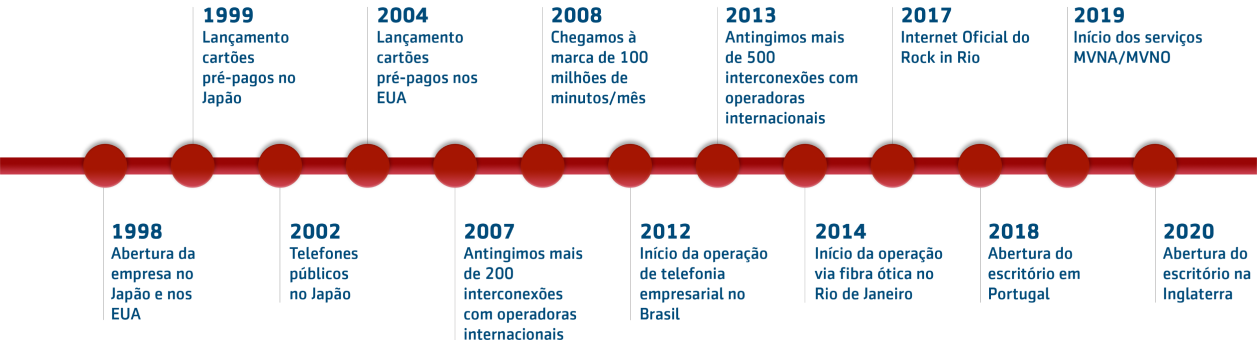 1999
Lançamento
cartões
pré-pagos no
Japão
2004
Lançamento
cartões
pré-pagos nos
EUA
2008
Chegamos à
marca de 100
milhões de
minutos/mês
2013
Antingimos mais
de 500
interconexões com
operadoras
internacionais
2017
Internet Oficial do
Rock in Rio
2019
Início dos serviços
MVNA/MVNO
1998
Abertura da
empresa no
Japão e nos
EUA
2002
Telefones
públicos
no Japão
2007
Antingimos mais
de 200
interconexões
com operadoras
internacionais
2012
Início da operação
de telefonia
empresarial no
Brasil
2014
Início da operação
via fibra ótica no
Rio de Janeiro
2018
Abertura do
escritório em
Portugal
2020
Abertura do
escritório na
Inglaterra